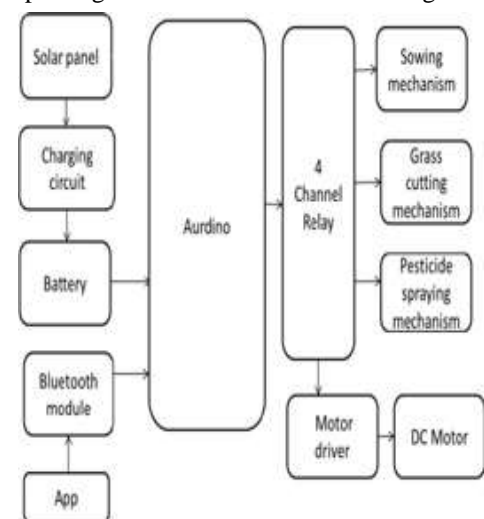 Solar panel
Charging
circuit
Battery
Bluetooth
module
App
Aurdino
4
Channel
Relay
Sowing
mechanism
Grass
cutting
mechanism
Pesticide
spraying
mechanism
Motor
driver
DC Motor